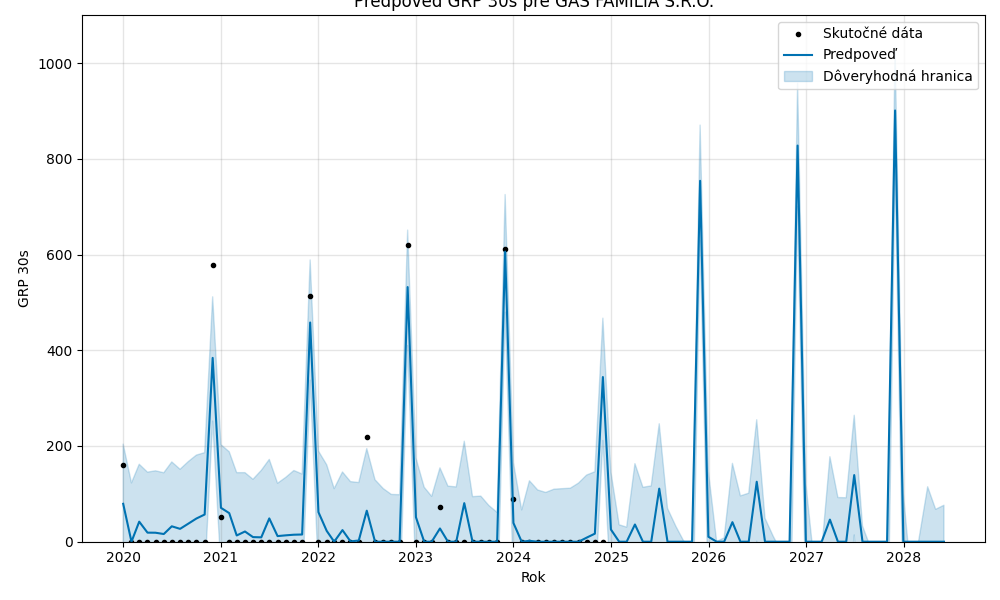 Predpoveď GRP 30s pre GAS FAMILIA S.R.O.
Skutočné dáta
Predpoveď
Dôveryhodná hranica
1000
800
600
400
200
0
GRP 30s
2020 2021 2022 2023 2024 2025 2026 2027 2028
Rok